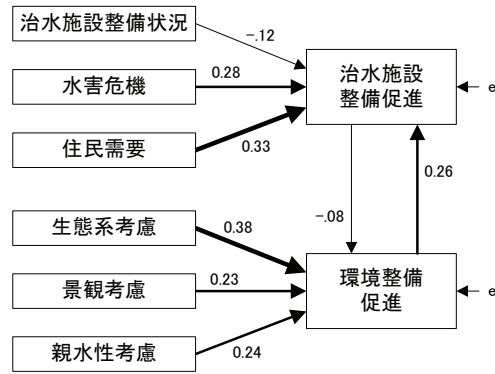 治水施設整備状況
-.12
水害危機
0.28
治水施設
整備促進
e
住民需要
0.33
0.26
-.08
生態系考慮
0.38
景観考慮
0.23
環境整備
促進
e
親水性考慮
0.24